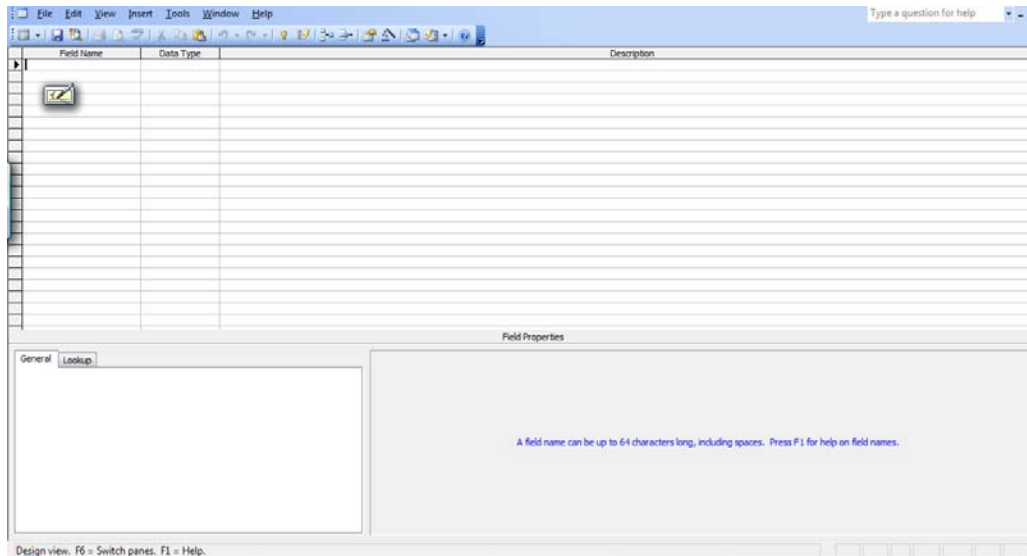 File Edit View Insert Tools Window Help Type a question for help
Field Name Data Type Description
Field Properties
General Lookup
A field name can be up to 64 characters long, including spaces. Press F1 for help on field names.
Design view. F6 = Switch panes. F1 = Help.